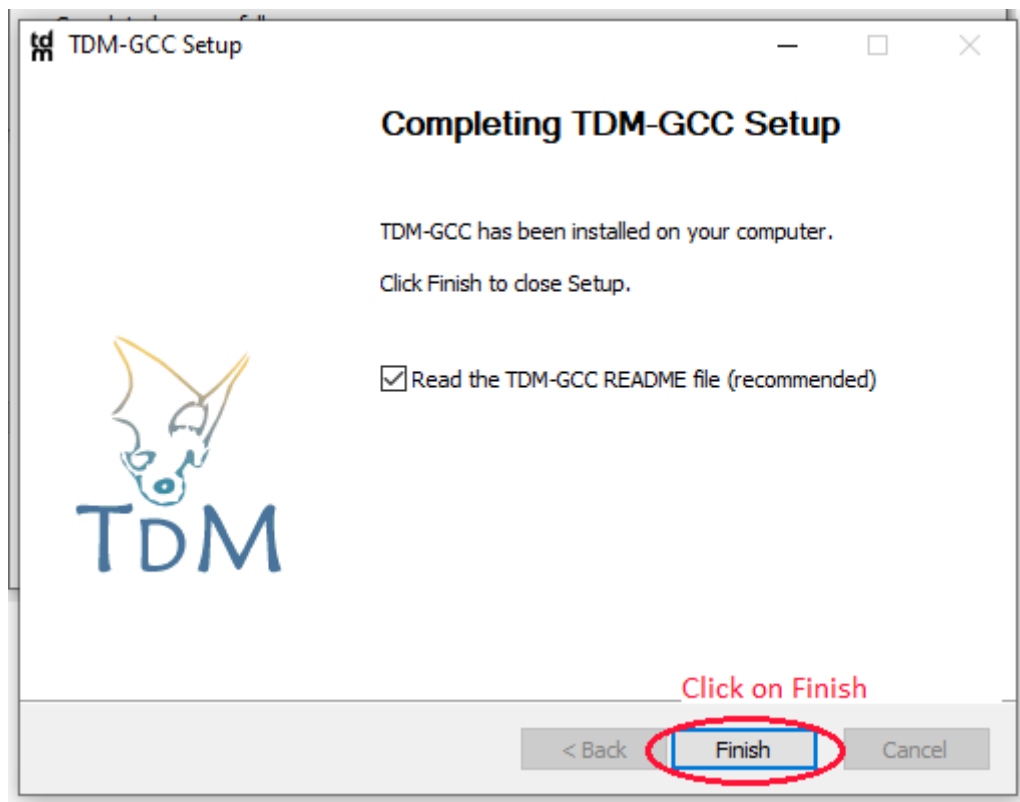 tdm TDM-GCC Setup
Completing TDM-GCC Setup
TDM-GCC has been installed on your computer.
Click Finish to close Setup.
Read the TDM-GCC README file (recommended)
TDM
Click on Finish
< Back Finish Cancel